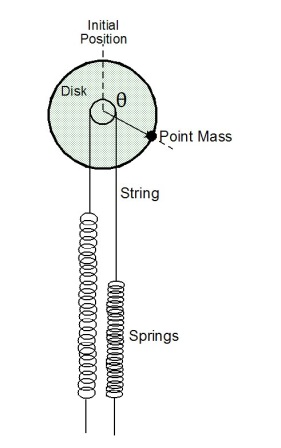 Initial
Position
Disk
θ
Point Mass
String
Springs